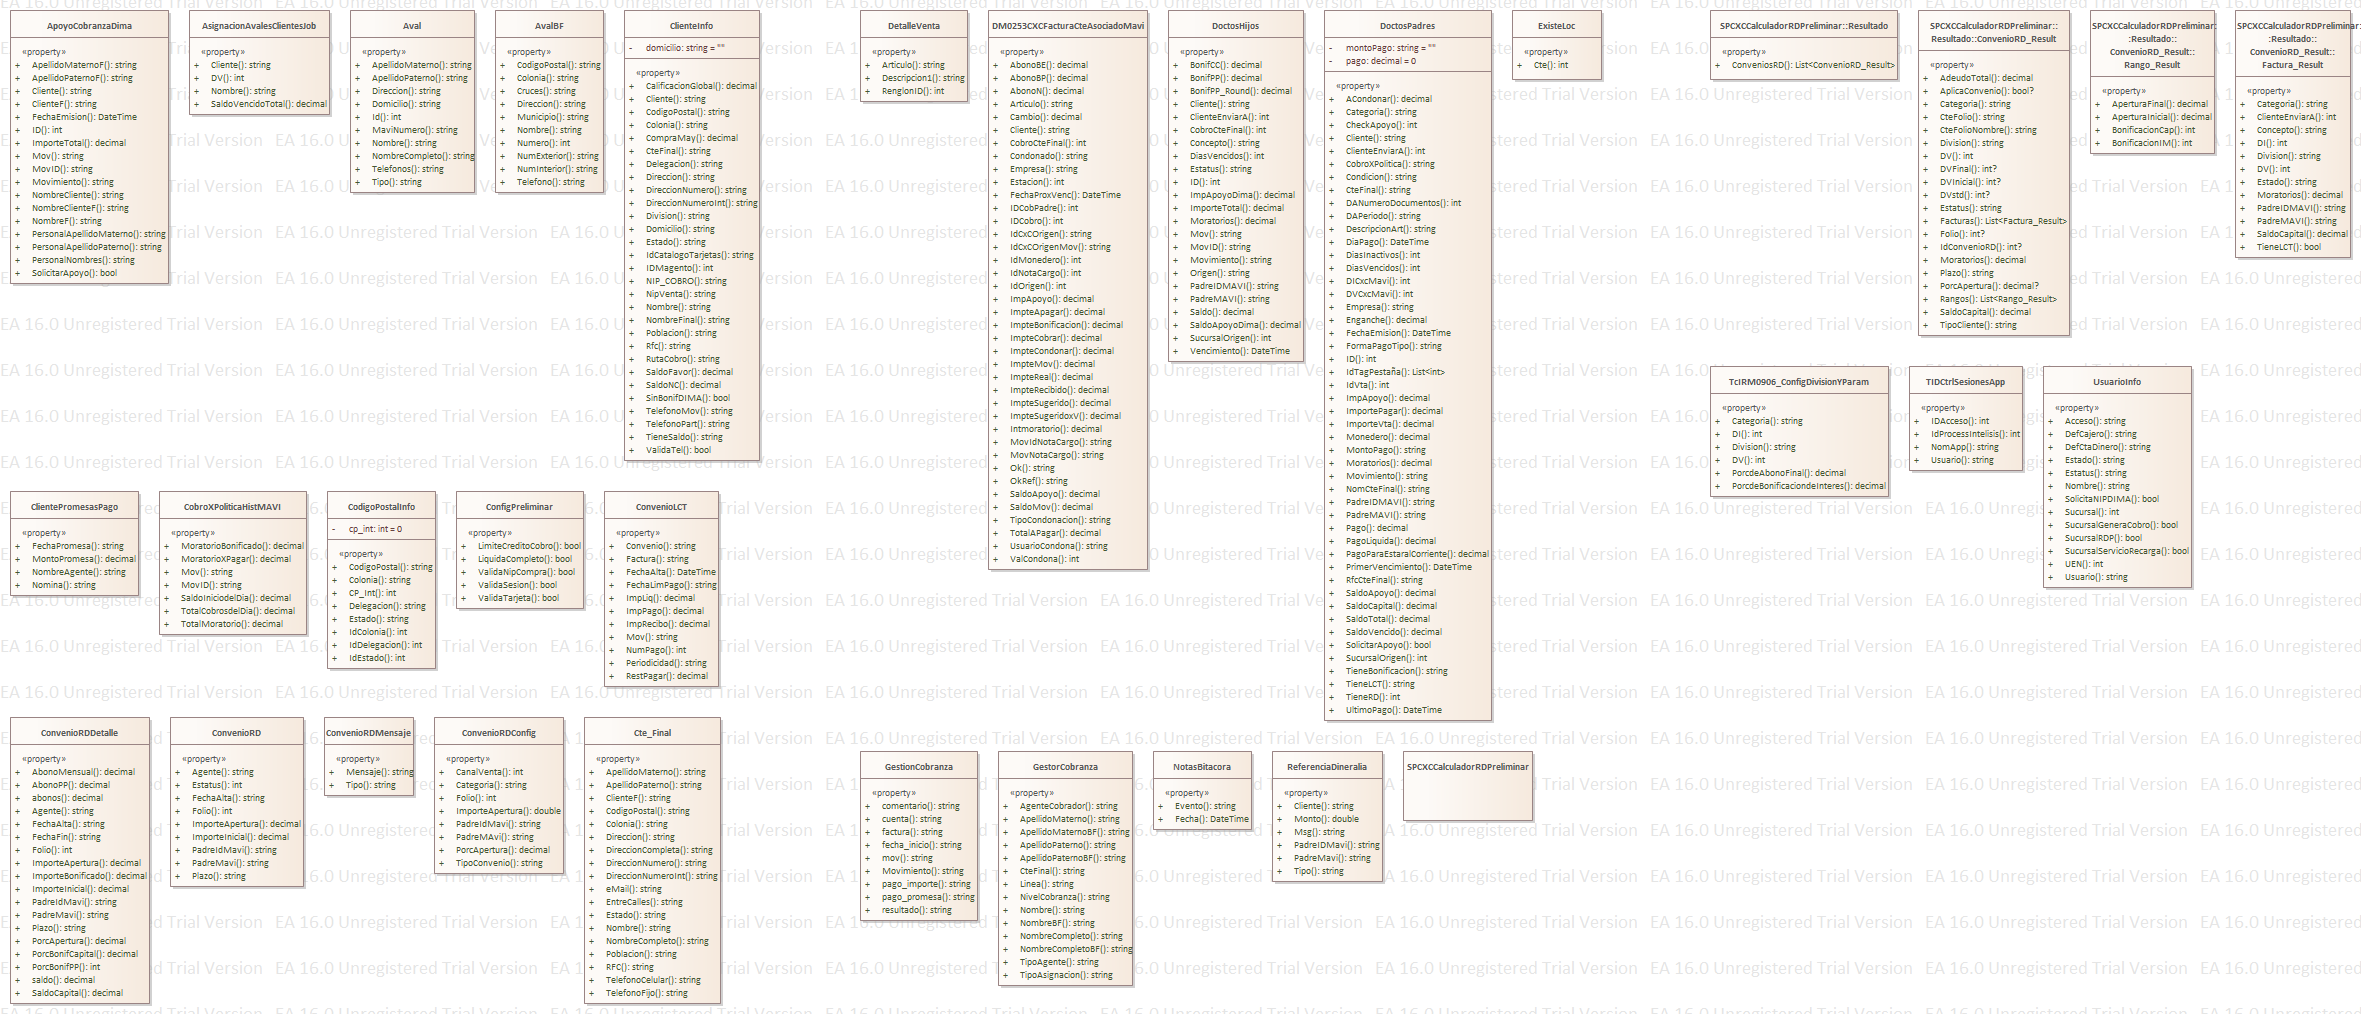 ApoyoCobranzaDima
«property»
+ ApellidoMaternoF(): string
+ ApellidoPaternoF(): string
+ Cliente(): string
+ ClienteF(): string
+ FechaEmision(): DateTime
+ ID(): int
+ ImporteTotal(): decimal
+ Mov(): string
+ MovID(): string
+ Movimiento(): string
+ NombreCliente(): string
+ NombreClienteF(): string
+ NombreF(): string
+ PersonalApellidoMaterno(): string
+ PersonalApellidoPaterno(): string
+ PersonalNombres(): string
+ SolicitarApoyo(): bool
AsignacionAvalesClientesJob
«property»
+ Cliente(): string
+ DV(): int
+ Nombre(): string
+ SaldoVencidoTotal(): decimal
Aval
«property»
+ ApellidoMaterno(): string
+ ApellidoPaterno(): string
+ Direccion(): string
+ Domicilio(): string
+ Id(): int
+ MaviNumero(): string
+ Nombre(): string
+ NombreCompleto(): string
+ Telefonos(): string
+ Tipo(): string
AvalBF
«property»
+ CodigoPostal(): string
+ Colonia(): string
+ Cruces(): string
+ Direccion(): string
+ Municipio(): string
+ Nombre(): string
+ Numero(): int
+ NumExterior(): string
+ NumInterior(): string
+ Telefono(): string
ClienteInfo
- domicilio: string = ""
«property»
+ CalificacionGlobal(): decimal
+ Cliente(): string
+ CodigoPostal(): string
+ Colonia(): string
+ CompraMay(): decimal
+ CteFinal(): string
+ Delegacion(): string
+ Direccion(): string
+ DireccionNumero(): string
+ DireccionNumeroInt(): string
+ Division(): string
+ Domicilio(): string
+ Estado(): string
+ IdCatalogoTarjetas(): string
+ IDMagento(): int
+ NIP_COBRO(): string
+ NipVenta(): string
+ Nombre(): string
+ NombreFinal(): string
+ Poblacion(): string
+ Rfc(): string
+ RutaCobro(): string
+ SaldoFavor(): decimal
+ SaldoNC(): decimal
+ SinBonifDIMA(): bool
+ TelefonoMov(): string
+ TelefonoPart(): string
+ TieneSaldo(): string
+ ValidaTel(): bool
DetalleVenta
«property»
+ Articulo(): string
+ Descripcion1(): string
+ RenglonID(): int
DM0253CXCFacturaCteAsociadoMavi
«property»
+ AbonoBE(): decimal
+ AbonoBP(): decimal
+ AbonoN(): decimal
+ Articulo(): string
+ Cambio(): decimal
+ Cliente(): string
+ CobroCteFinal(): int
+ Condonado(): string
+ Empresa(): string
+ Estacion(): int
+ FechaProxVenc(): DateTime
+ IDCobPadre(): int
+ IDCobro(): int
+ IdCxCOrigen(): string
+ IdCxCOrigenMov(): string
+ IdMonedero(): int
+ IdNotaCargo(): int
+ IdOrigen(): int
+ ImpApoyo(): decimal
+ ImpteApagar(): decimal
+ ImpteBonificacion(): decimal
+ ImpteCobrar(): decimal
+ ImpteCondonar(): decimal
+ ImpteMov(): decimal
+ ImpteReal(): decimal
+ ImpteRecibido(): decimal
+ ImpteSugerido(): decimal
+ ImpteSugeridoxV(): decimal
+ Intmoratorio(): decimal
+ MovIdNotaCargo(): string
+ MovNotaCargo(): string
+ Ok(): string
+ OkRef(): string
+ SaldoApoyo(): decimal
+ SaldoMov(): decimal
+ TipoCondonacion(): string
+ TotalAPagar(): decimal
+ UsuarioCondona(): string
+ ValCondona(): int
DoctosHijos
«property»
+ BonifCC(): decimal
+ BonifPP(): decimal
+ BonifPP_Round(): decimal
+ Cliente(): string
+ ClienteEnviarA(): int
+ CobroCteFinal(): int
+ Concepto(): string
+ DiasVencidos(): int
+ Estatus(): string
+ ID(): int
+ ImpApoyoDima(): decimal
+ ImporteTotal(): decimal
+ Moratorios(): decimal
+ Mov(): string
+ MovID(): string
+ Movimiento(): string
+ Origen(): string
+ PadreIDMAVI(): string
+ PadreMAVI(): string
+ Saldo(): decimal
+ SaldoApoyoDima(): decimal
+ SucursalOrigen(): int
+ Vencimiento(): DateTime
DoctosPadres
- montoPago: string = ""
- pago: decimal = 0
«property»
+ ACondonar(): decimal
+ Categoria(): string
+ CheckApoyo(): int
+ Cliente(): string
+ ClienteEnviarA(): int
+ CobroXPolitica(): string
+ Condicion(): string
+ CteFinal(): string
+ DANumeroDocumentos(): int
+ DAPeriodo(): string
+ DescripcionArt(): string
+ DiaPago(): DateTime
+ DiasInactivos(): int
+ DiasVencidos(): int
+ DICxcMavi(): int
+ DVCxcMavi(): int
+ Empresa(): string
+ Enganche(): decimal
+ FechaEmision(): DateTime
+ FormaPagoTipo(): string
+ ID(): int
+ IdTagPestaña(): List<int>
+ IdVta(): int
+ ImpApoyo(): decimal
+ ImportePagar(): decimal
+ ImporteVta(): decimal
+ Monedero(): decimal
+ MontoPago(): string
+ Moratorios(): decimal
+ Movimiento(): string
+ NomCteFinal(): string
+ PadreIDMAVI(): string
+ PadreMAVI(): string
+ Pago(): decimal
+ PagoLiquida(): decimal
+ PagoParaEstaralCorriente(): decimal
+ PrimerVencimiento(): DateTime
+ RfcCteFinal(): string
+ SaldoApoyo(): decimal
+ SaldoCapital(): decimal
+ SaldoTotal(): decimal
+ SaldoVencido(): decimal
+ SolicitarApoyo(): bool
+ SucursalOrigen(): int
+ TieneBonificacion(): string
+ TieneLCT(): string
+ TieneRD(): int
+ UltimoPago(): DateTime
ExisteLoc
«property»
+ Cte(): int
SPCXCCalculadorRDPreliminar::Resultado
«property»
+ ConveniosRD(): List<ConvenioRD_Result>
SPCXCCalculadorRDPreliminar::
Resultado::ConvenioRD_Result
«property»
+ AdeudoTotal(): decimal
+ AplicaConvenio(): bool?
+ Categoria(): string
+ CteFolio(): string
+ CteFolioNombre(): string
+ Division(): string
+ DV(): int
+ DVFinal(): int?
+ DVInicial(): int?
+ DVstd(): int?
+ Estatus(): string
+ Facturas(): List<Factura_Result>
+ Folio(): int?
+ IdConvenioRD(): int?
+ Moratorios(): decimal
+ Plazo(): string
+ PorcApertura(): decimal?
+ Rangos(): List<Rango_Result>
+ SaldoCapital(): decimal
+ TipoCliente(): string
SPCXCCalculadorRDPreliminar
::Resultado::
ConvenioRD_Result::
Rango_Result
«property»
+ AperturaFinal(): decimal
+ AperturaInicial(): decimal
+ BonificacionCap(): int
+ BonificacionIM(): int
SPCXCCalculadorRDPreliminar
::Resultado::
ConvenioRD_Result::
Factura_Result
«property»
+ Categoria(): string
+ ClienteEnviarA(): int
+ Concepto(): string
+ DI(): int
+ Division(): string
+ DV(): int
+ Estado(): string
+ Moratorios(): decimal
+ PadreIDMAVI(): string
+ PadreMAVI(): string
+ SaldoCapital(): decimal
+ TieneLCT(): bool
TcIRM0906_ConfigDivisionYParam
«property»
+ Categoria(): string
+ DI(): int
+ Division(): string
+ DV(): int
+ PorcdeAbonoFinal(): decimal
+ PorcdeBonificaciondeInteres(): decimal
TIDCtrlSesionesApp
«property»
+ IDAcceso(): int
+ IdProcessIntelisis(): int
+ NomApp(): string
+ Usuario(): string
UsuarioInfo
«property»
+ Acceso(): string
+ DefCajero(): string
+ DefCtaDinero(): string
+ Estado(): string
+ Estatus(): string
+ Nombre(): string
+ SolicitaNIPDIMA(): bool
+ Sucursal(): int
+ SucursalGeneraCobro(): bool
+ SucursalRDP(): bool
+ SucursalServicioRecarga(): bool
+ UEN(): int
+ Usuario(): string
ClientePromesasPago
«property»
+ FechaPromesa(): string
+ MontoPromesa(): decimal
+ NombreAgente(): string
+ Nomina(): string
CobroXPoliticaHistMAVI
«property»
+ MoratorioBonificado(): decimal
+ MoratorioXPagar(): decimal
+ Mov(): string
+ MovID(): string
+ SaldoIniciodelDia(): decimal
+ TotalCobrosdelDia(): decimal
+ TotalMoratorio(): decimal
CodigoPostalInfo
- cp_int: int = 0
«property»
+ CodigoPostal(): string
+ Colonia(): string
+ CP_Int(): int
+ Delegacion(): string
+ Estado(): string
+ IdColonia(): int
+ IdDelegacion(): int
+ IdEstado(): int
ConfigPreliminar
«property»
+ LimiteCreditoCobro(): bool
+ LiquidaCompleto(): bool
+ ValidaNipCompra(): bool
+ ValidaSesion(): bool
+ ValidaTarjeta(): bool
ConvenioLCT
«property»
+ Convenio(): string
+ Factura(): string
+ FechaAlta(): DateTime
+ FechaLimPago(): string
+ ImpLiq(): decimal
+ ImpPago(): decimal
+ ImpRecibo(): decimal
+ Mov(): string
+ NumPago(): int
+ Periodicidad(): string
+ RestPagar(): decimal
ConvenioRDDetalle
«property»
+ AbonoMensual(): decimal
+ AbonoPP(): decimal
+ abonos(): decimal
+ Agente(): string
+ FechaAlta(): string
+ FechaFin(): string
+ Folio(): int
+ ImporteApertura(): decimal
+ ImporteBonificado(): decimal
+ ImporteInicial(): decimal
+ PadreIdMavi(): string
+ PadreMavi(): string
+ Plazo(): string
+ PorcApertura(): decimal
+ PorcBonifCapital(): decimal
+ PorcBonifPP(): int
+ saldo(): decimal
+ SaldoCapital(): decimal
ConvenioRD
«property»
+ Agente(): string
+ Estatus(): int
+ FechaAlta(): string
+ Folio(): int
+ ImporteApertura(): decimal
+ ImporteInicial(): decimal
+ PadreIdMavi(): string
+ PadreMavi(): string
+ Plazo(): string
ConvenioRDMensaje
«property»
+ Mensaje(): string
+ Tipo(): string
ConvenioRDConfig
«property»
+ CanalVenta(): int
+ Categoria(): string
+ Folio(): int
+ ImporteApertura(): double
+ PadreIdMavi(): string
+ PadreMAvi(): string
+ PorcApertura(): decimal
+ TipoConvenio(): string
Cte_Final
«property»
+ ApellidoMaterno(): string
+ ApellidoPaterno(): string
+ ClienteF(): string
+ CodigoPostal(): string
+ Colonia(): string
+ Direccion(): string
+ DireccionCompleta(): string
+ DireccionNumero(): string
+ DireccionNumeroInt(): string
+ eMail(): string
+ EntreCalles(): string
+ Estado(): string
+ Nombre(): string
+ NombreCompleto(): string
+ Poblacion(): string
+ RFC(): string
+ TelefonoCelular(): string
+ TelefonoFijo(): string
GestionCobranza
«property»
+ comentario(): string
+ cuenta(): string
+ factura(): string
+ fecha_inicio(): string
+ mov(): string
+ Movimiento(): string
+ pago_importe(): string
+ pago_promesa(): string
+ resultado(): string
GestorCobranza
«property»
+ AgenteCobrador(): string
+ ApellidoMaterno(): string
+ ApellidoMaternoBF(): string
+ ApellidoPaterno(): string
+ ApellidoPaternoBF(): string
+ CteFinal(): string
+ Linea(): string
+ NivelCobranza(): string
+ Nombre(): string
+ NombreBF(): string
+ NombreCompleto(): string
+ NombreCompletoBF(): string
+ TipoAgente(): string
+ TipoAsignacion(): string
NotasBitacora
«property»
+ Evento(): string
+ Fecha(): DateTime
ReferenciaDineralia
«property»
+ Cliente(): string
+ Monto(): double
+ Msg(): string
+ PadreIDMavi(): string
+ PadreMavi(): string
+ Tipo(): string
SPCXCCalculadorRDPreliminar
EA 16.0 Unregistered Trial Version